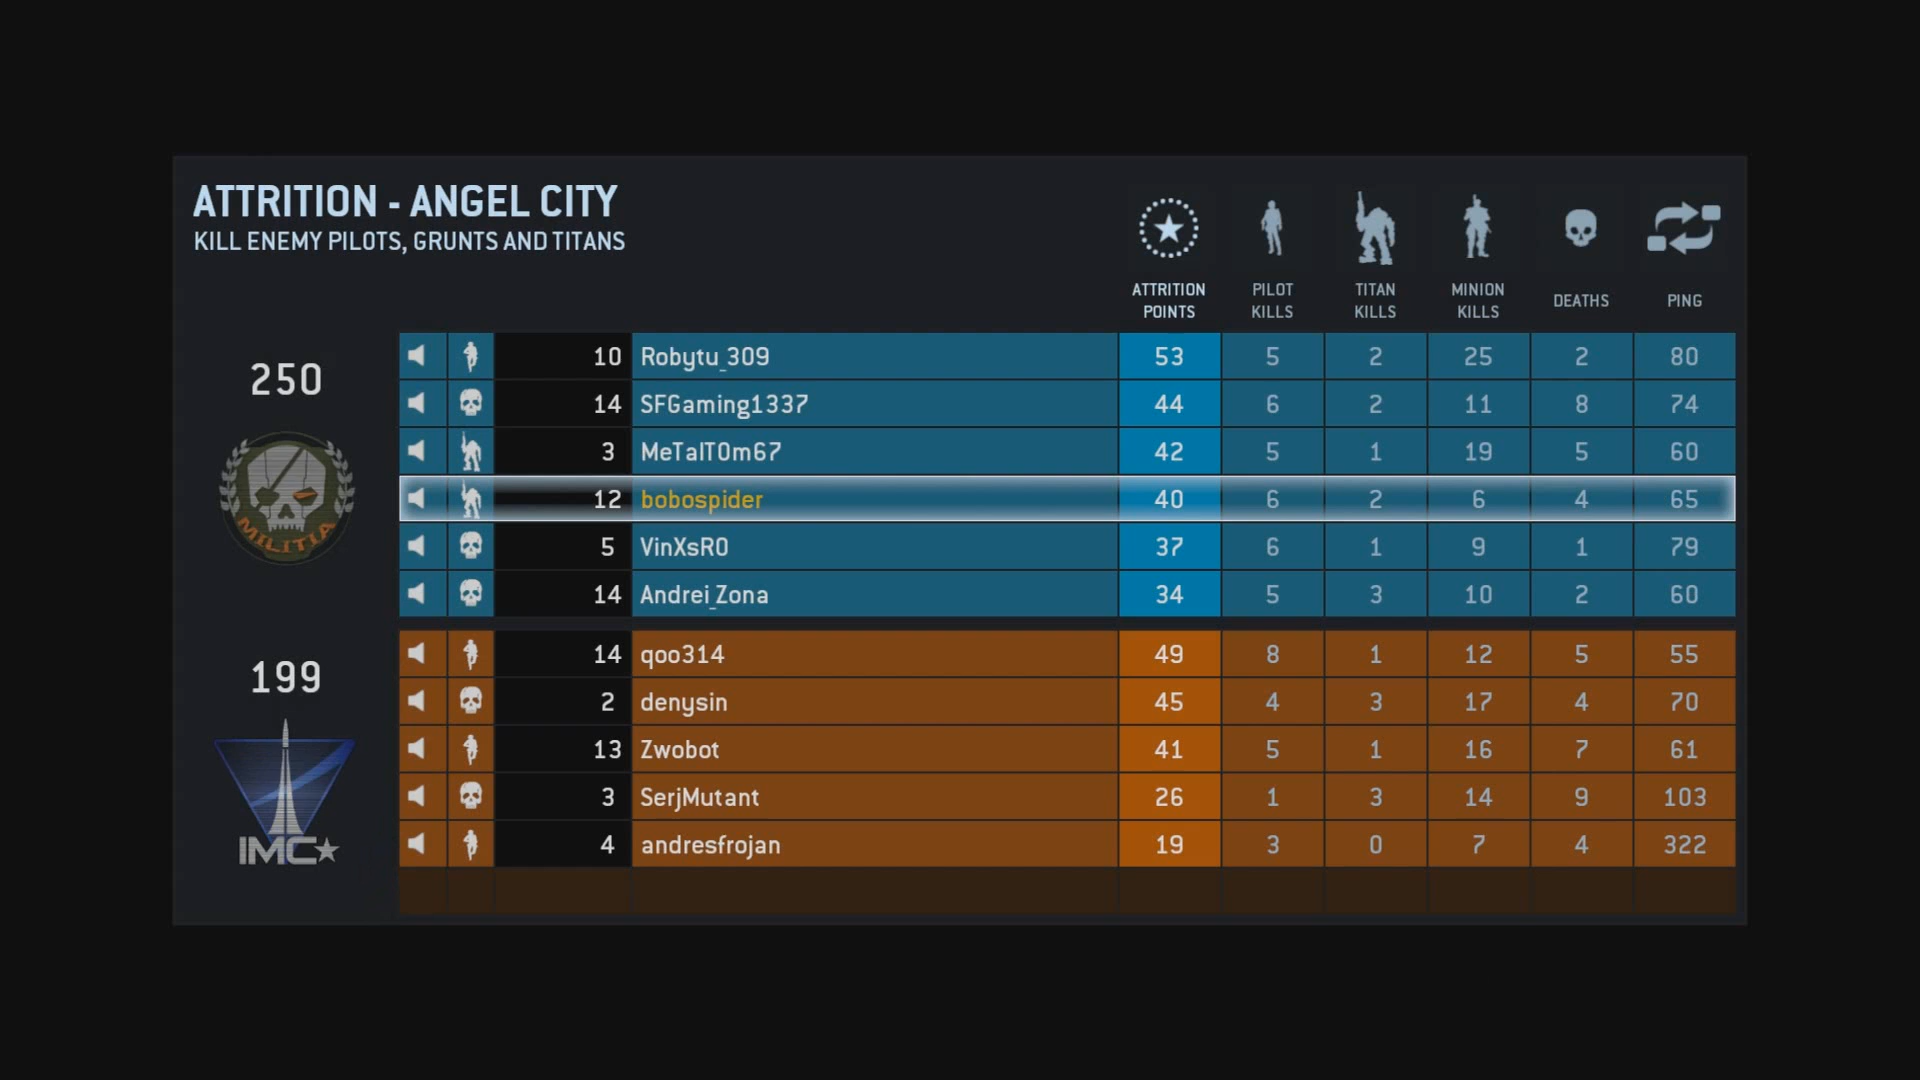 ATTRITION - ANGEL CITY
KILL ENEMY PILOTS, GRUNTS AND TITANS
ATTRITION POINTS
PILOT KILLS
TITAN KILLS
MINION KILLS
DEATHS
PING
250
MILITIA
10 Robytu_309 53 5 2 25 2 80
14 SFGaming1337 44 6 2 11 8 74
3 MeTalT0m67 42 5 1 19 5 60
12 bobospider 40 6 2 6 4 65
5 VinXsR0 37 6 1 9 1 79
14 Andrei_Zona 34 5 3 10 2 60
199
IMC
14 qoo314 49 8 1 12 5 55
2 denysin 45 4 3 17 4 70
13 Zwobot 41 5 1 16 7 61
3 SerjMutant 26 1 3 14 9 103
4 andresfrojan 19 3 0 7 4 322